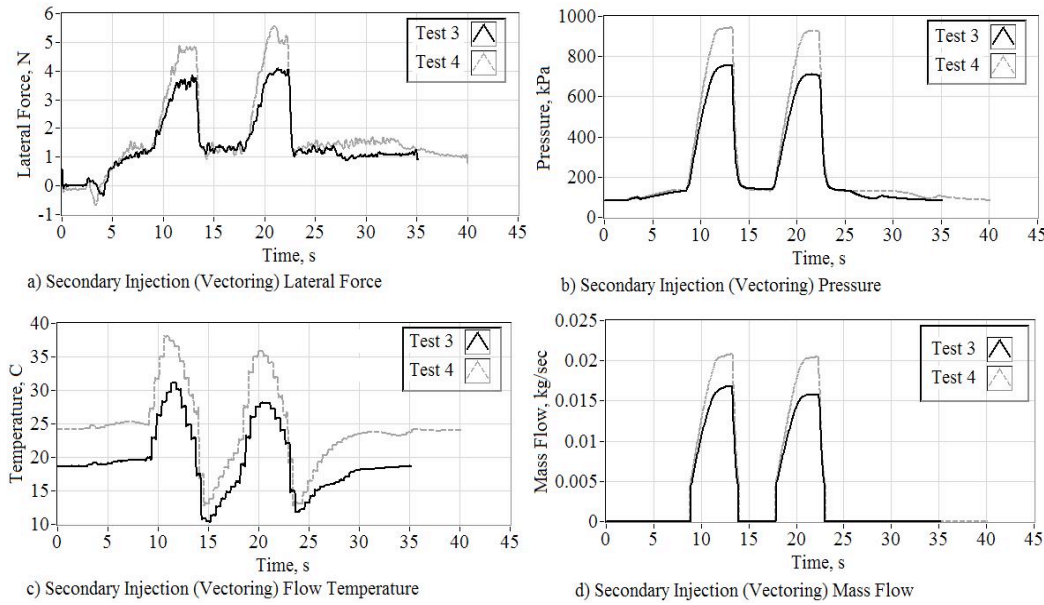 6
5
4
3
2
1
0
-1
Lateral Force, N
Test 3
Test 4
0 5 10 15 20 25 30 35 40 45
Time, s
a) Secondary Injection (Vectoring) Lateral Force
1000
800
600
400
200
0
Pressure, kPa
Test 3
Test 4
0 5 10 15 20 25 30 35 40 45
Time, s
b) Secondary Injection (Vectoring) Pressure
40
35
30
25
20
15
10
Temperature, C
Test 3
Test 4
0 5 10 15 20 25 30 35 40 45
Time, s
c) Secondary Injection (Vectoring) Flow Temperature
0.025
0.02
0.015
0.01
0.005
0
Mass Flow, kg/sec
Test 3
Test 4
0 5 10 15 20 25 30 35 40 45
Time, s
d) Secondary Injection (Vectoring) Mass Flow